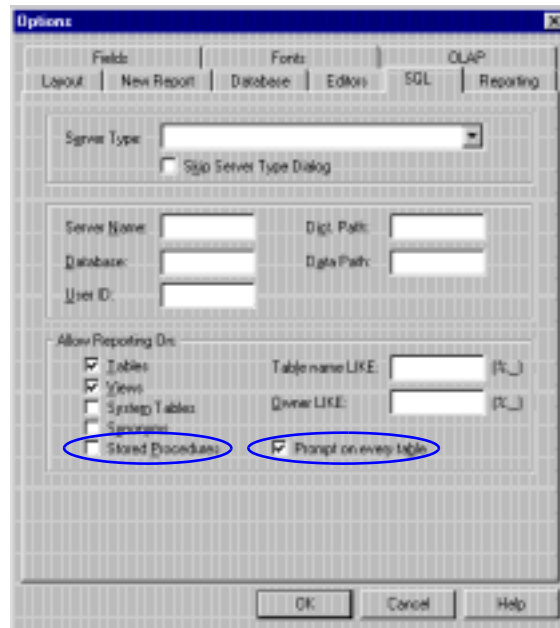 Options
Fields Fonts OLAP
Layout New Report Database Editors SQL Reporting
Server Type:
Skip Server Type Dialog
Server Name: Dict. Path:
Database: Data Path:
User ID:
Allow Reporting On:
Tables Table name LIKE: (%_)
Views
System Tables Owner LIKE: (%_)
Synonyms
Stored Procedures Prompt on every table
OK Cancel Help